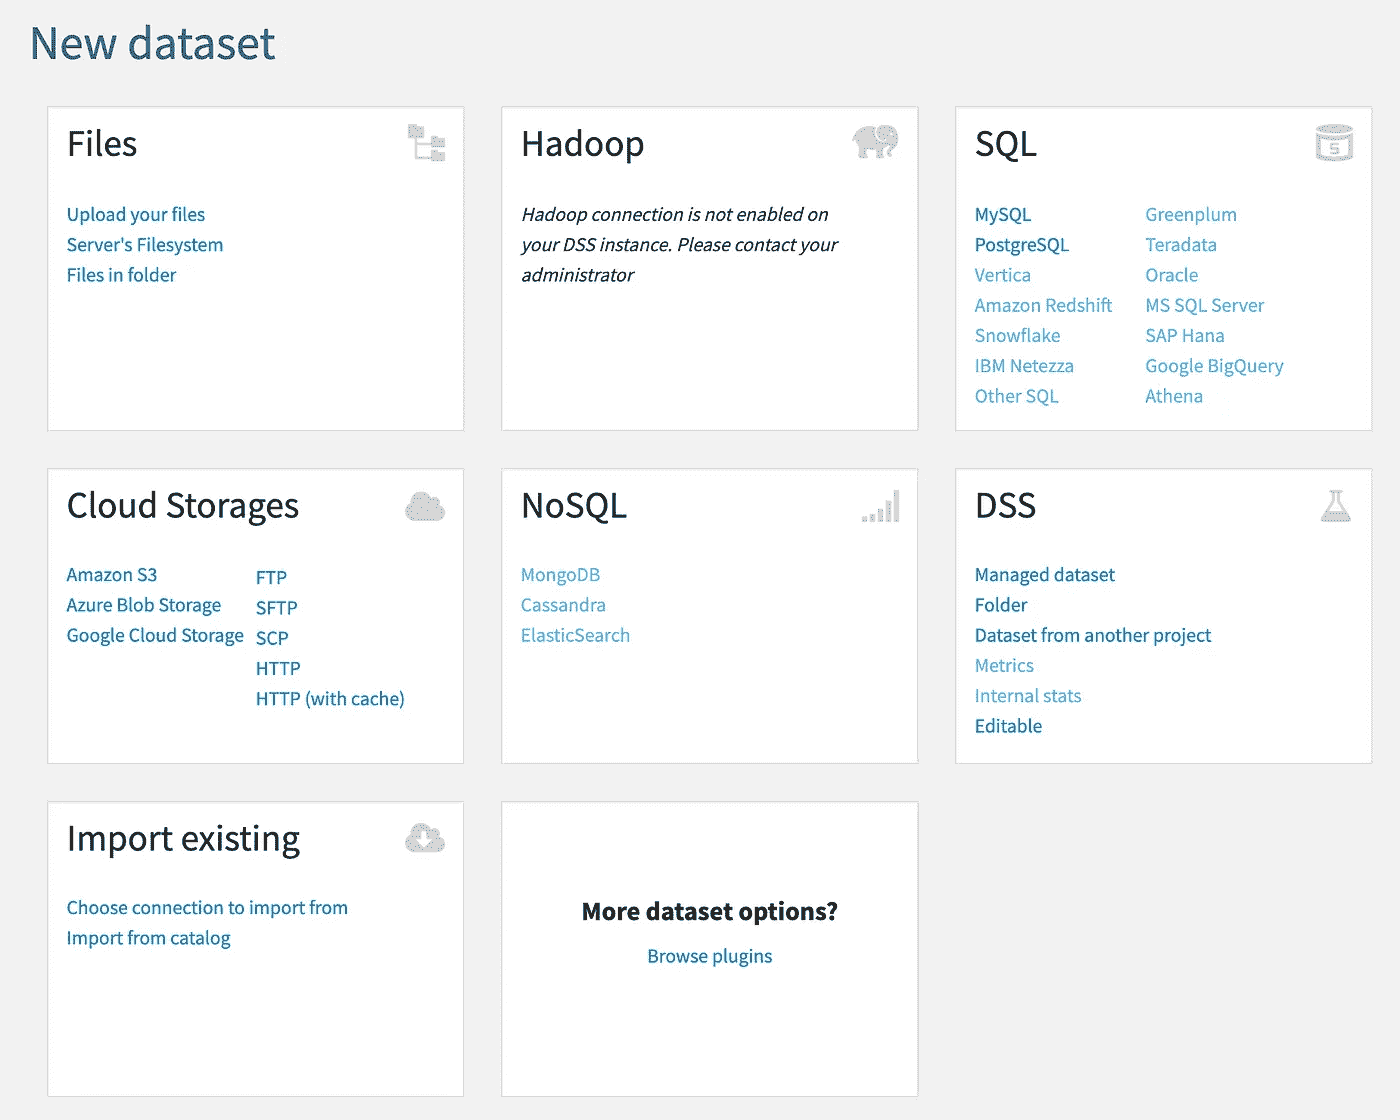 New dataset
Files
Upload your files
Server's Filesystem
Files in folder
Hadoop
Hadoop connection is not enabled on
your DSS instance. Please contact your
administrator
SQL
MySQL
PostgreSQL
Vertica
Amazon Redshift
Snowflake
IBM Netezza
Other SQL
Greenplum
Teradata
Oracle
MS SQL Server
SAP Hana
Google BigQuery
Athena
Cloud Storages
Amazon S3
Azure Blob Storage
Google Cloud Storage
FTP
SFTP
SCP
HTTP
HTTP (with cache)
NoSQL
MongoDB
Cassandra
ElasticSearch
DSS
Managed dataset
Folder
Dataset from another project
Metrics
Internal stats
Editable
Import existing
Choose connection to import from
Import from catalog
More dataset options?
Browse plugins